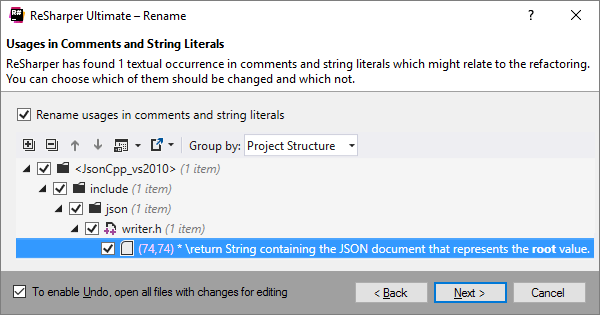 R# ReSharper Ultimate – Rename
Usages in Comments and String Literals
ReSharper has found 1 textual occurrence in comments and string literals which might relate to the refactoring.
You can choose which of them should be changed and which not.
Rename usages in comments and string literals
Group by: Project Structure
<JsonCpp_vs2010> (1 item)
include (1 item)
json (1 item)
writer.h (1 item)
(74,74) * \return String containing the JSON document that represents the root value.
To enable Undo, open all files with changes for editing
< Back
Next >
Cancel